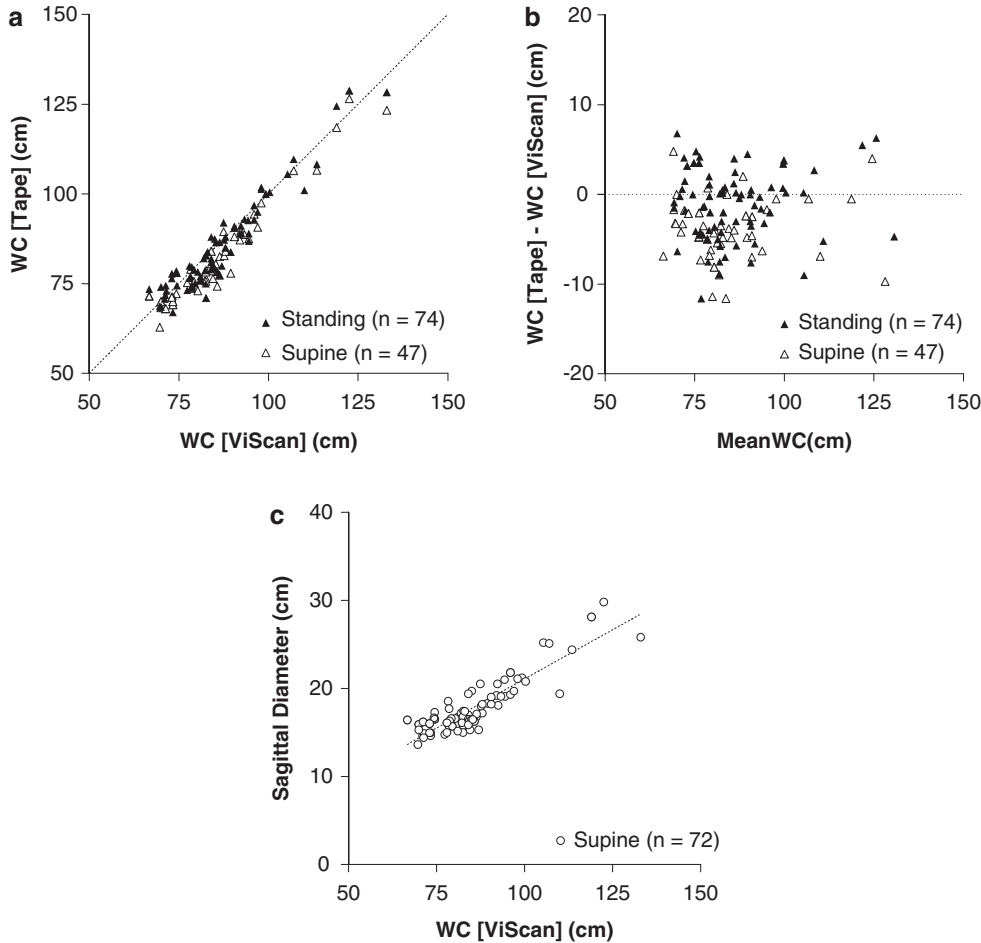 a
150
125
100
75
50
50
75
100
125
150
WC [Tape] (cm)
WC [ViScan] (cm)
Standing (n = 74)
Supine (n = 47)
b
20
10
0
-10
-20
50
75
100
125
150
WC [Tape] - WC [ViScan] (cm)
MeanWC(cm)
Standing (n = 74)
Supine (n = 47)
c
40
30
20
10
0
50
75
100
125
150
Sagittal Diameter (cm)
WC [ViScan] (cm)
Supine (n = 72)